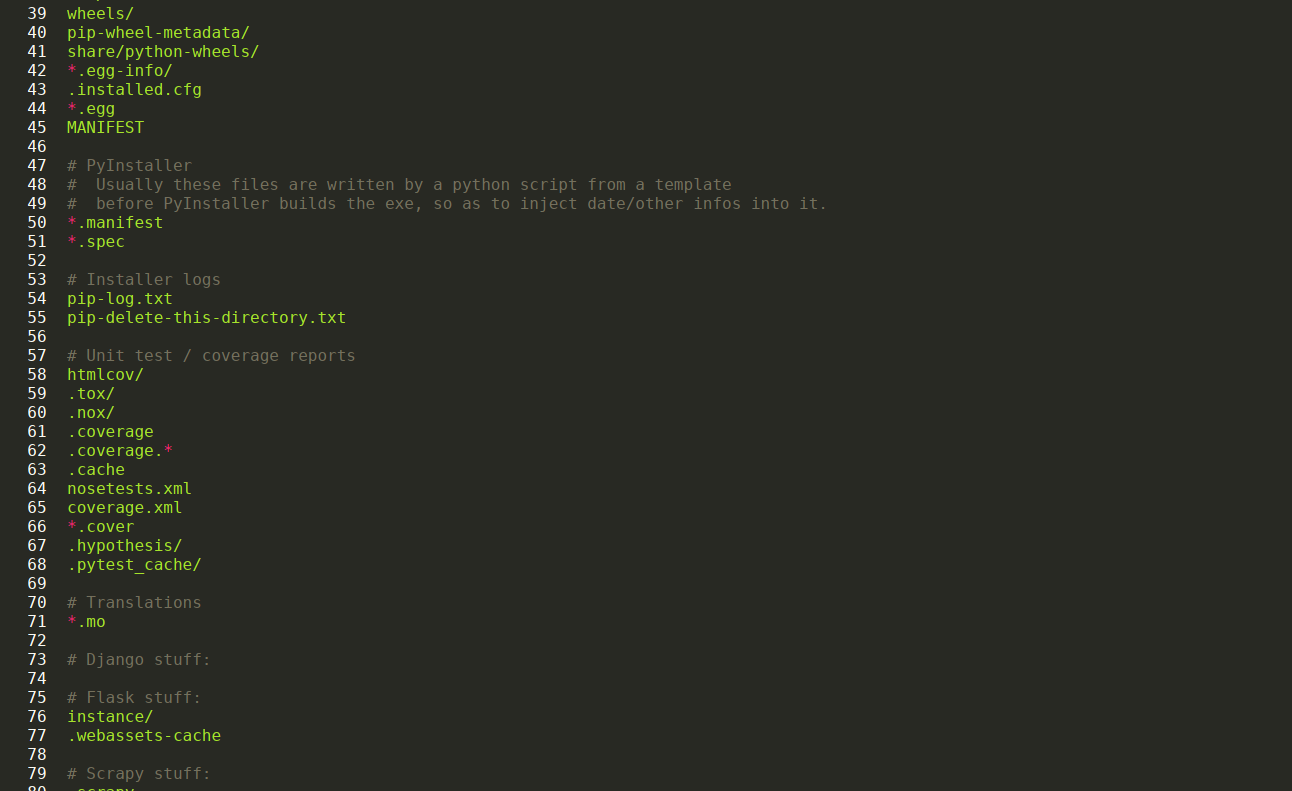 39 wheels/
40 pip-wheel-metadata/
41 share/python-wheels/
42 *.egg-info/
43 .installed.cfg
44 *.egg
45 MANIFEST
46
47 # PyInstaller
48 #  Usually these files are written by a python script from a template
49 #  before PyInstaller builds the exe, so as to inject date/other infos into it.
50 *.manifest
51 *.spec
52
53 # Installer logs
54 pip-log.txt
55 pip-delete-this-directory.txt
56
57 # Unit test / coverage reports
58 htmlcov/
59 .tox/
60 .nox/
61 .coverage
62 .coverage.*
63 .cache
64 nosetests.xml
65 coverage.xml
66 *.cover
67 .hypothesis/
68 .pytest_cache/
69
70 # Translations
71 *.mo
72
73 # Django stuff:
74
75 # Flask stuff:
76 instance/
77 .webassets-cache
78
79 # Scrapy stuff:
80 .scrapy